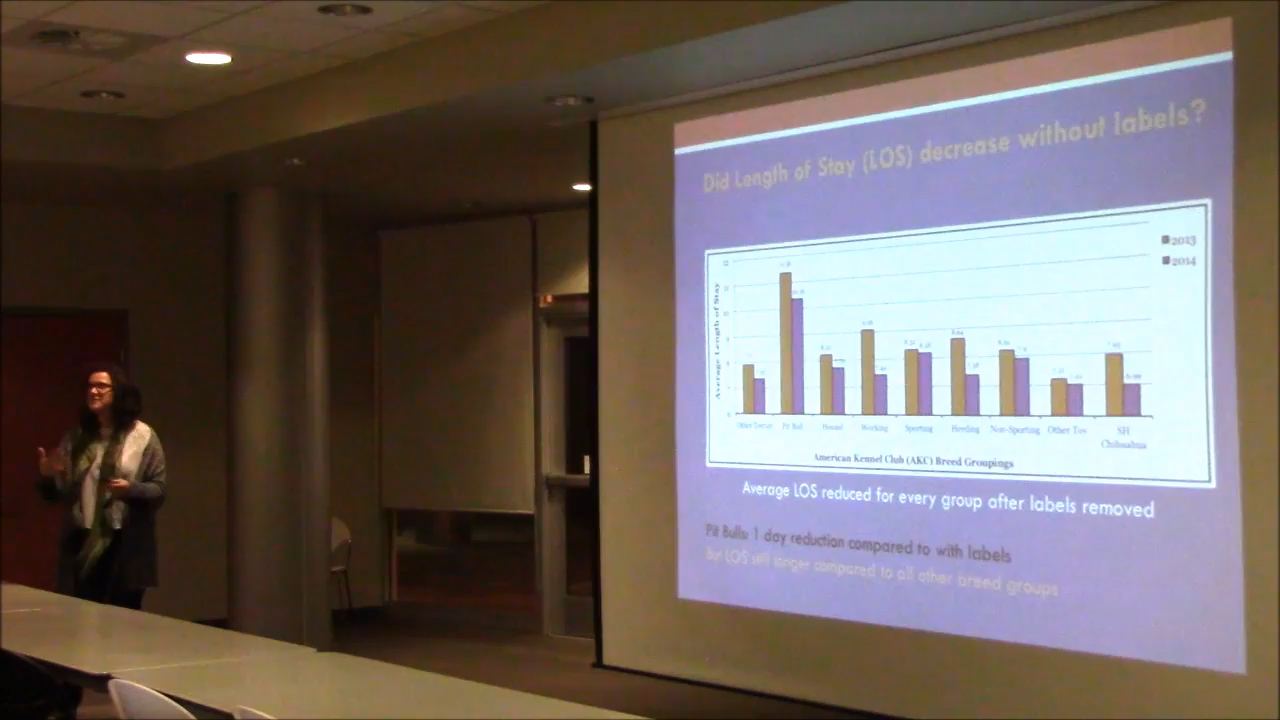 Did Length of Stay (LOS) decrease without labels?
2013
2014
Average Length of Stay
12
Other Terrier Pit Bull Hound Working Sporting Herding Non-Sporting Other Toy SH Chihuahua
American Kennel Club (AKC) Breed Groupings
Average LOS reduced for every group after labels removed
Pit Bulls: 1 day reduction compared to with labels
But LOS still longer compared to all other breed groups